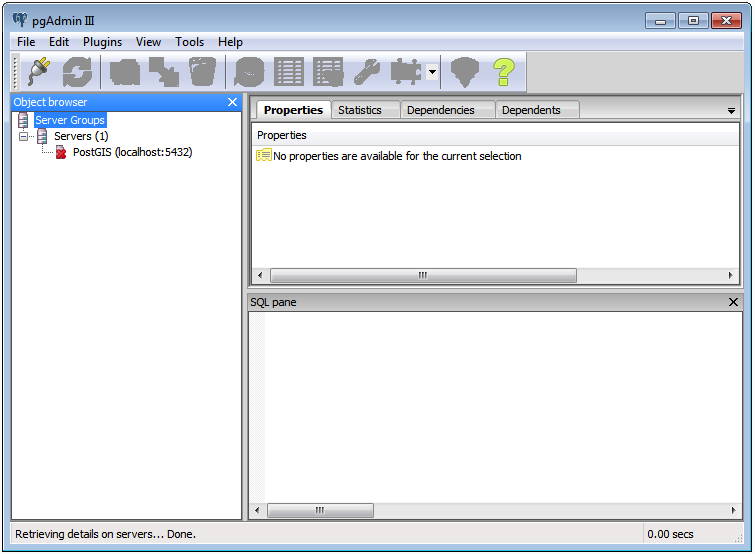 pgAdmin III
File Edit Plugins View Tools Help
Object browser
Server Groups
Servers (1)
PostGIS (localhost:5432)
Properties Statistics Dependencies Dependents
Properties
No properties are available for the current selection
SQL pane
Retrieving details on servers... Done.
0.00 secs